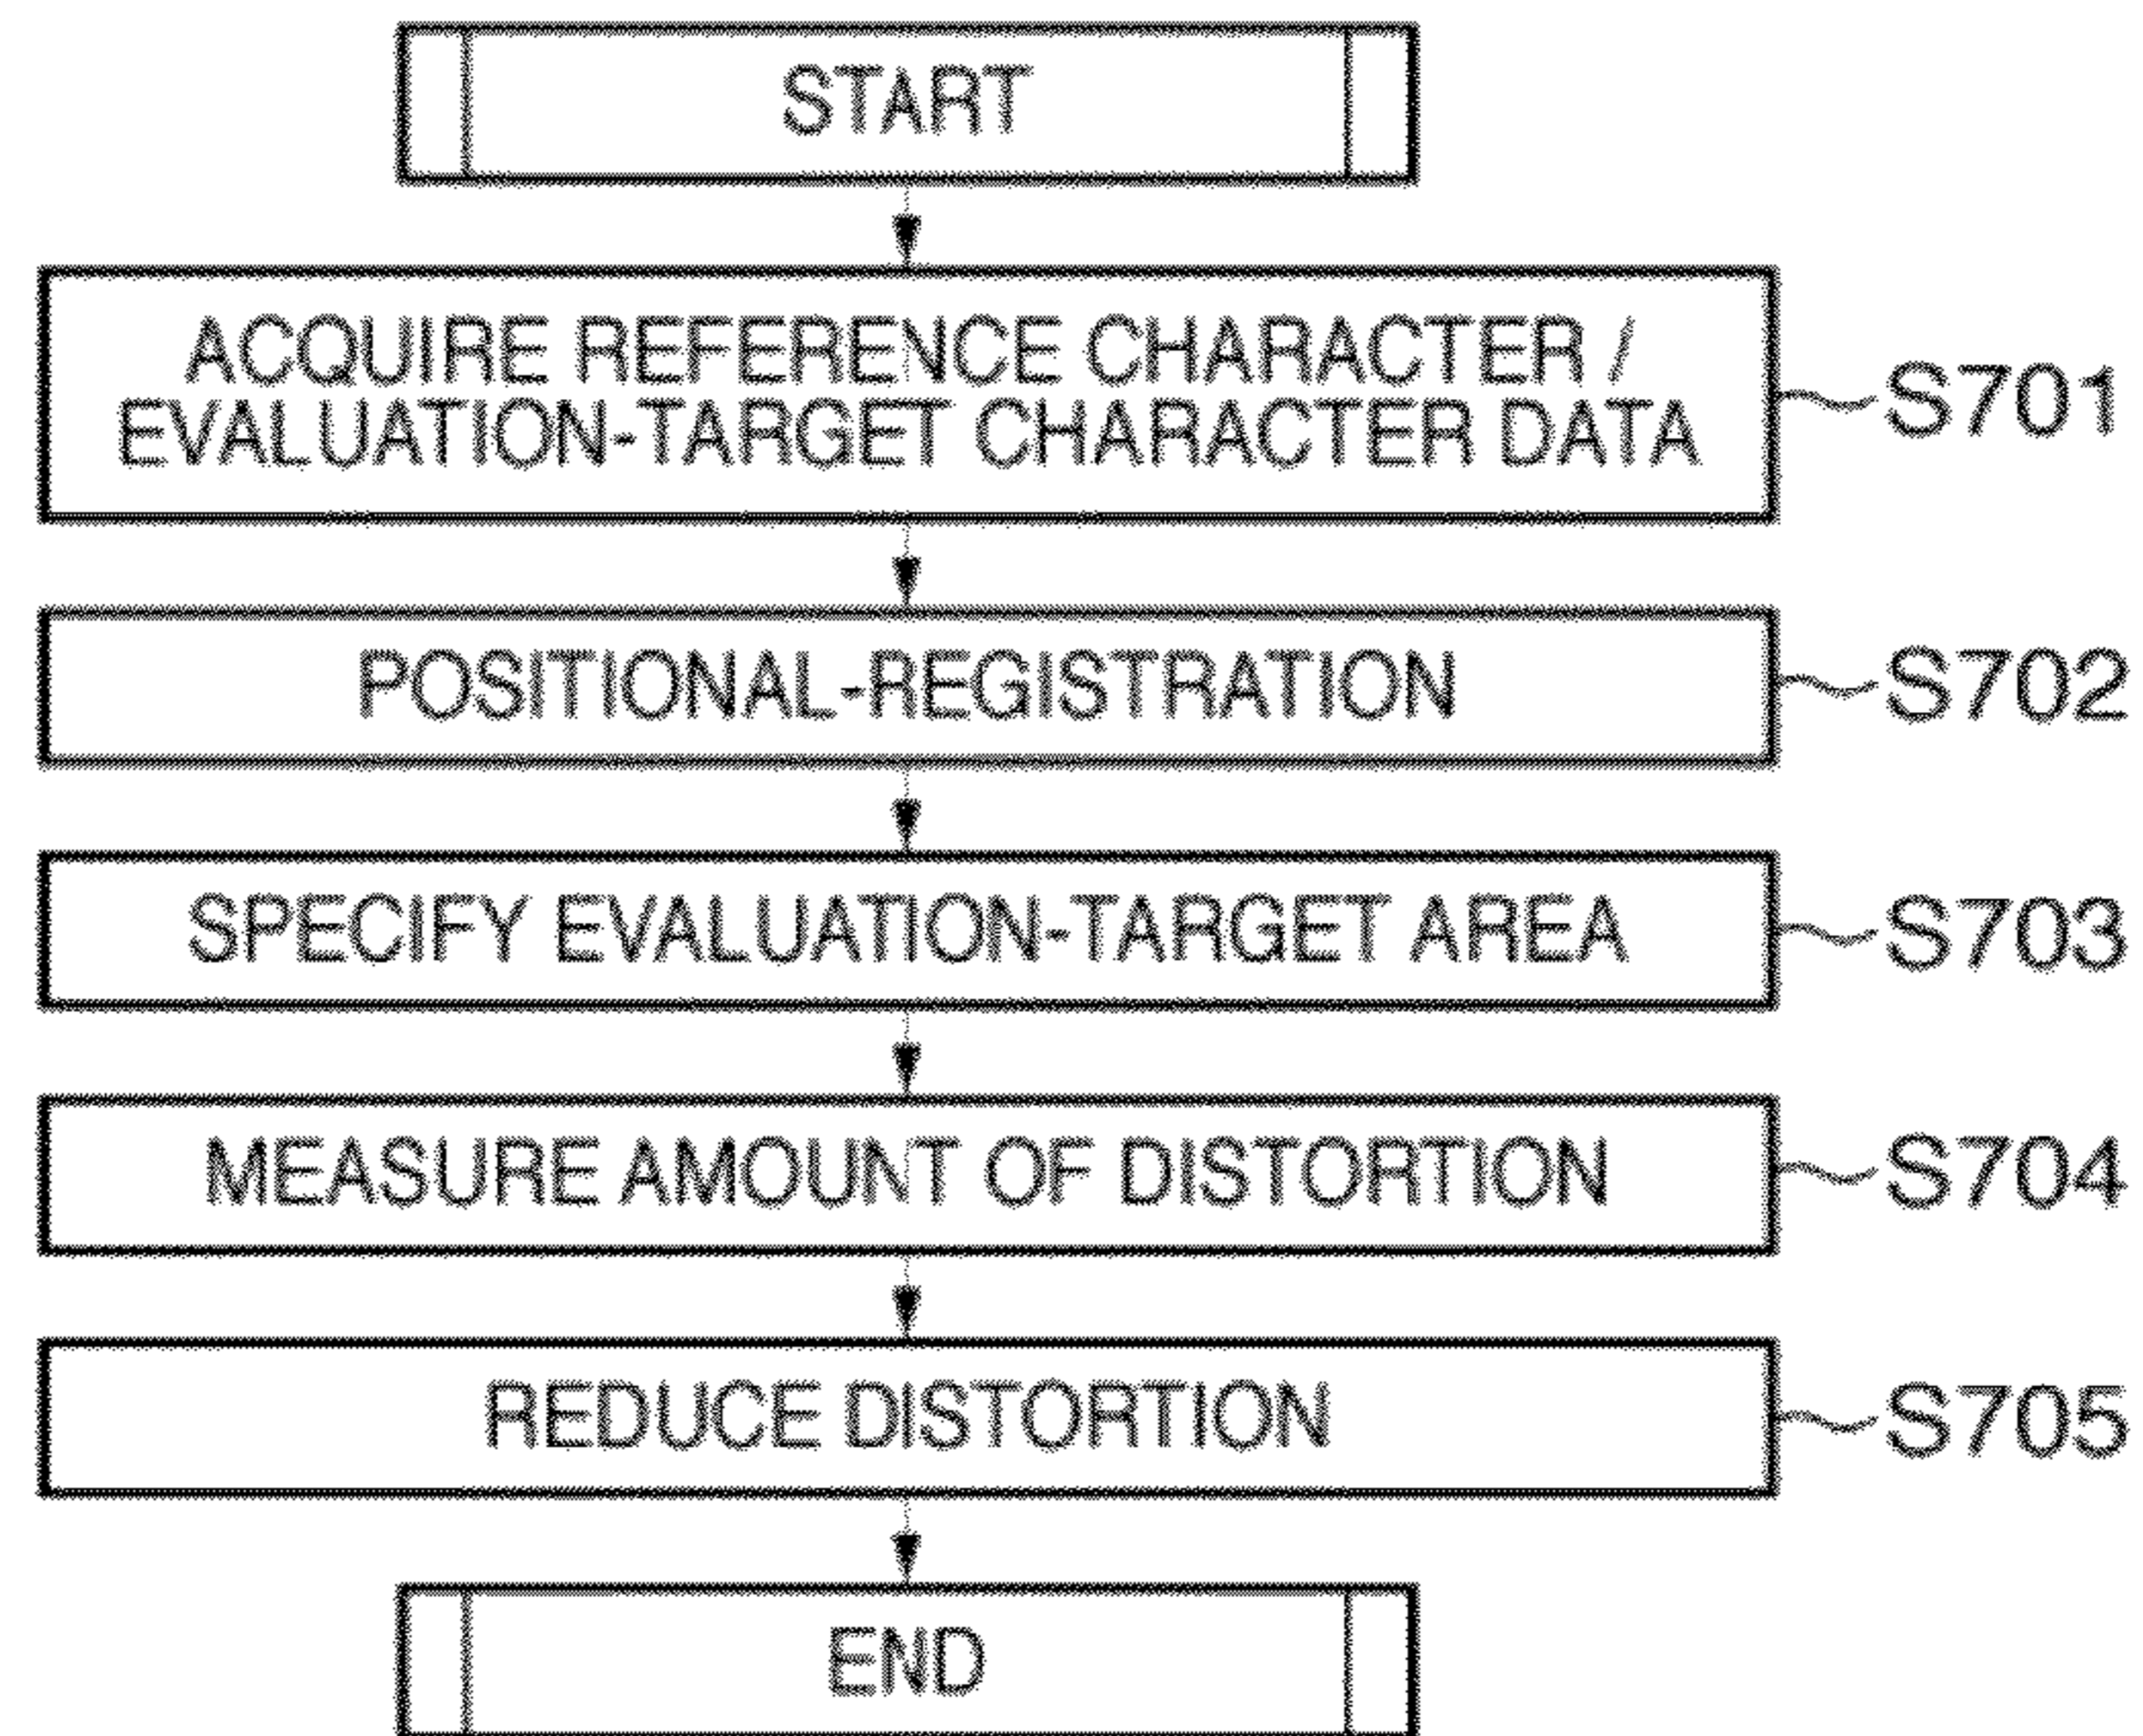 START
ACQUIRE REFERENCE CHARACTER /
EVALUATION-TARGET CHARACTER DATA
S701
POSITIONAL-REGISTRATION
S702
SPECIFY EVALUATION-TARGET AREA
S703
MEASURE AMOUNT OF DISTORTION
S704
REDUCE DISTORTION
S705
END